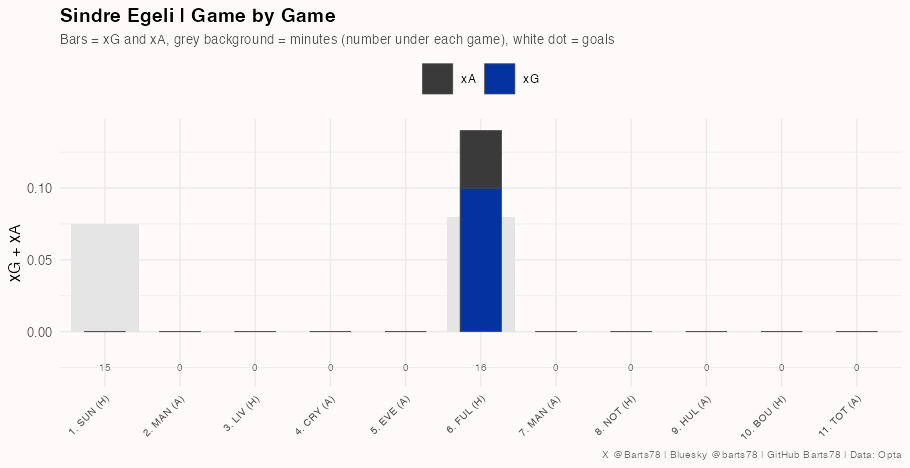 Sindre Egeli | Game by Game
Bars = xG and xA, grey background = minutes (number under each game), white dot = goals
xA xG
xG + xA
0.10
0.05
0.00
15 0 0 0 0 16 0 0 0 0 0
1. SUN (H) 2. MAN (A) 3. LIV (H) 4. CRY (A) 5. EVE (A) 6. FUL (H) 7. MAN (A) 8. NOT (H) 9. HUL (A) 10. BOU (H) 11. TOT (A)
X @Barts78 | Bluesky @barts78 | GitHub Barts78 | Data: Opta